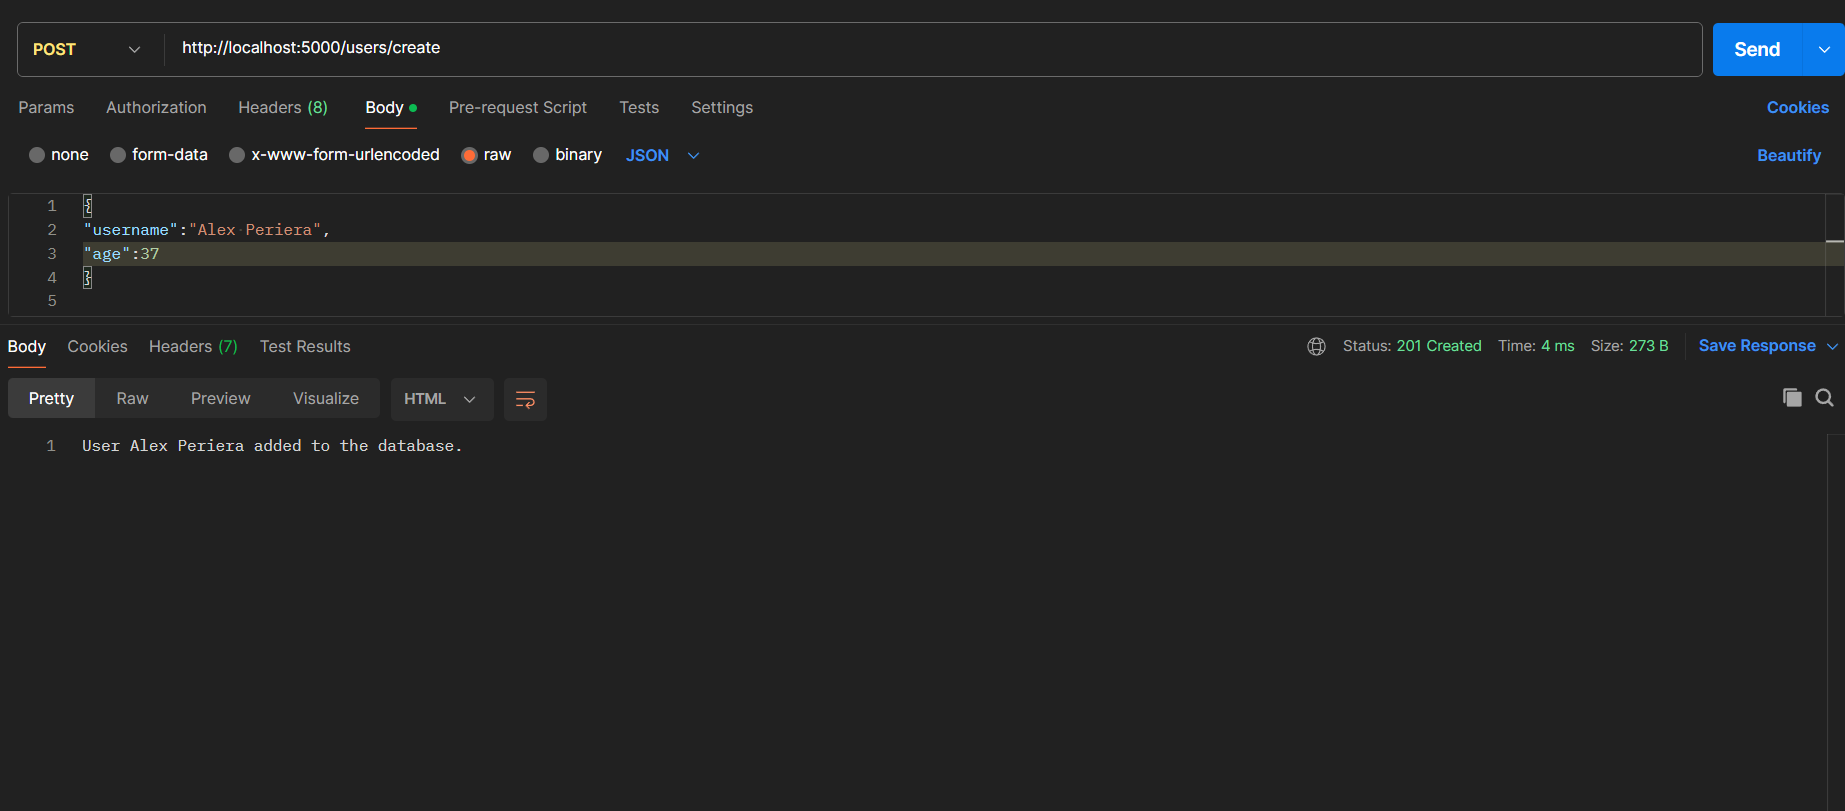 POST http://localhost:5000/users/create Send
Params Authorization Headers (8) Body Pre-request Script Tests Settings Cookies
none form-data x-www-form-urlencoded raw binary JSON Beautify
1 {
2 "username":"Alex Periera",
3 "age":37
4 }
5
Body Cookies Headers (7) Test Results Status: 201 Created Time: 4 ms Size: 273 B Save Response
Pretty Raw Preview Visualize HTML
1 User Alex Periera added to the database.